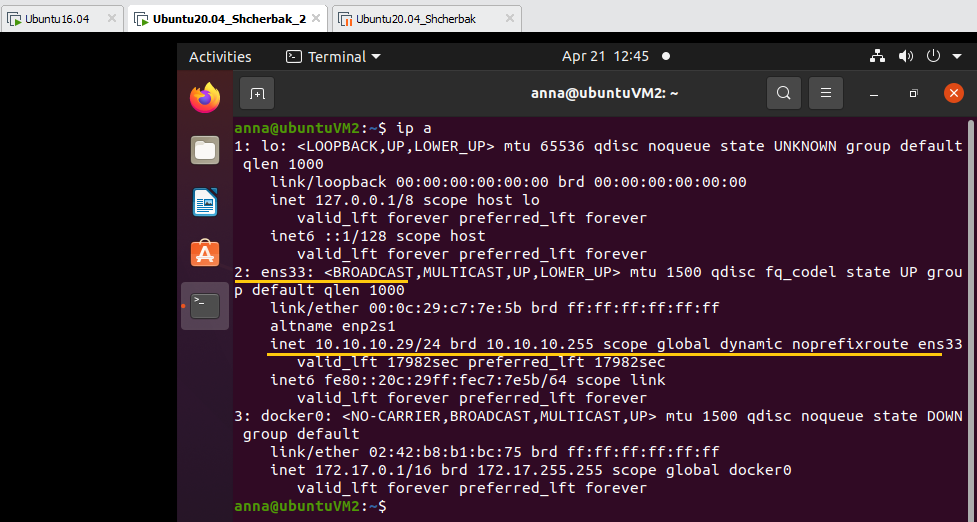 Ubuntu16.04 Ubuntu20.04_Shcherbak_2 Ubuntu20.04_Shcherbak
Activities Terminal Apr 21 12:45
anna@ubuntuVM2: ~
anna@ubuntuVM2:~$ ip a
1: lo: <LOOPBACK,UP,LOWER_UP> mtu 65536 qdisc noqueue state UNKNOWN group default
qlen 1000
link/loopback 00:00:00:00:00:00 brd 00:00:00:00:00:00
inet 127.0.0.1/8 scope host lo
valid_lft forever preferred_lft forever
inet6 ::1/128 scope host
valid_lft forever preferred_lft forever
2: ens33: <BROADCAST,MULTICAST,UP,LOWER_UP> mtu 1500 qdisc fq_codel state UP grou
p default qlen 1000
link/ether 00:0c:29:c7:7e:5b brd ff:ff:ff:ff:ff:ff
altname enp2s1
inet 10.10.10.29/24 brd 10.10.10.255 scope global dynamic noprefixroute ens33
valid_lft 17982sec preferred_lft 17982sec
inet6 fe80::20c:29ff:fec7:7e5b/64 scope link
valid_lft forever preferred_lft forever
3: docker0: <NO-CARRIER,BROADCAST,MULTICAST,UP> mtu 1500 qdisc noqueue state DOWN
group default
link/ether 02:42:b8:b1:bc:75 brd ff:ff:ff:ff:ff:ff
inet 172.17.0.1/16 brd 172.17.255.255 scope global docker0
valid_lft forever preferred_lft forever
anna@ubuntuVM2:~$